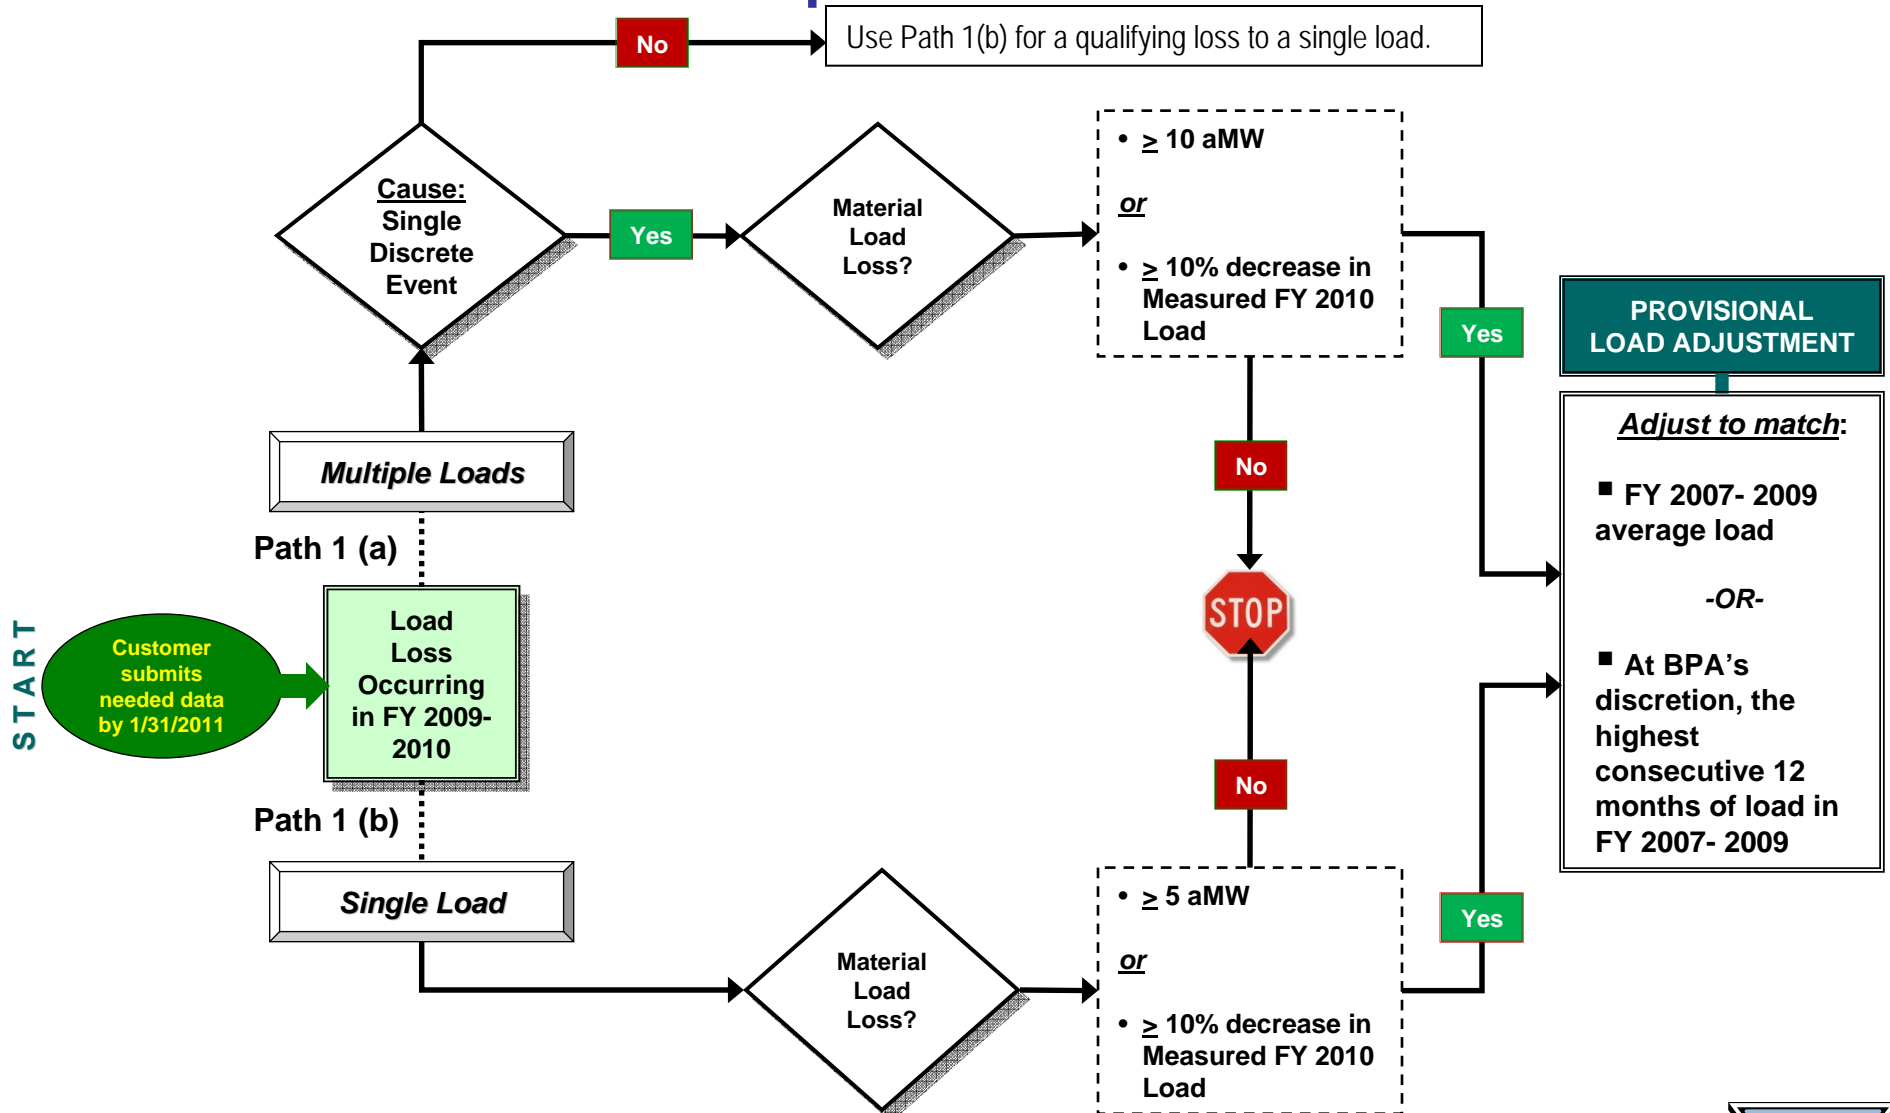 No
Use Path 1(b) for a qualifying loss to a single load.
Cause:
Single
Discrete
Event
Yes
Material
Load
Loss?
• ≥ 10 aMW
or
• ≥ 10% decrease in
Measured FY 2010
Load
Yes
PROVISIONAL
LOAD ADJUSTMENT
Adjust to match:
■ FY 2007- 2009
average load
-OR-
■ At BPA’s
discretion, the
highest
consecutive 12
months of load in
FY 2007- 2009
Multiple Loads
No
Path 1 (a)
STOP
START
Customer
submits
needed data
by 1/31/2011
Load
Loss
Occurring
in FY 2009-
2010
No
Path 1 (b)
Single Load
Material
Load
Loss?
• ≥ 5 aMW
or
• ≥ 10% decrease in
Measured FY 2010
Load
Yes